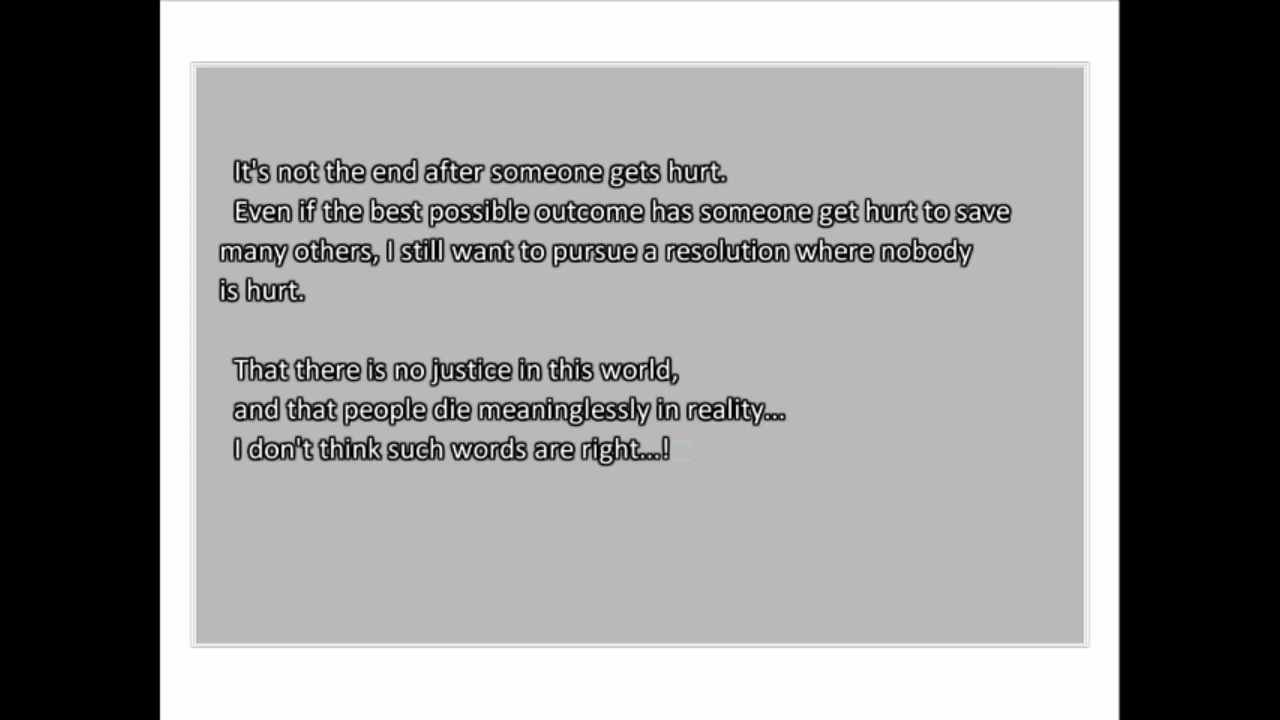 It's not the end after someone gets hurt.
Even if the best possible outcome has someone get hurt to save
many others, I still want to pursue a resolution where nobody
is hurt.
That there is no justice in this world,
and that people die meaninglessly in reality...
I don't think such words are right...!